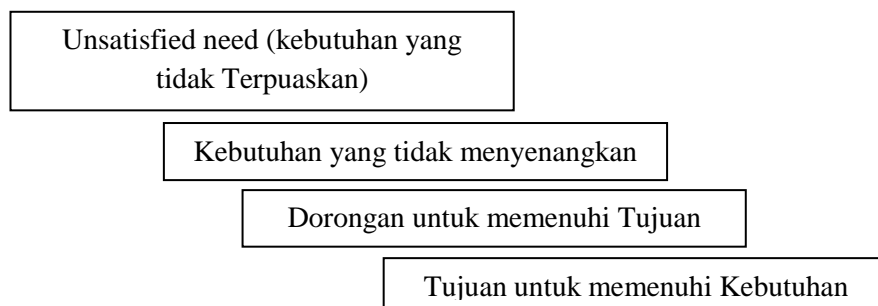 Unsatisfied need (kebutuhan yang
tidak Terpuaskan)
Kebutuhan yang tidak menyenangkan
Dorongan untuk memenuhi Tujuan
Tujuan untuk memenuhi Kebutuhan